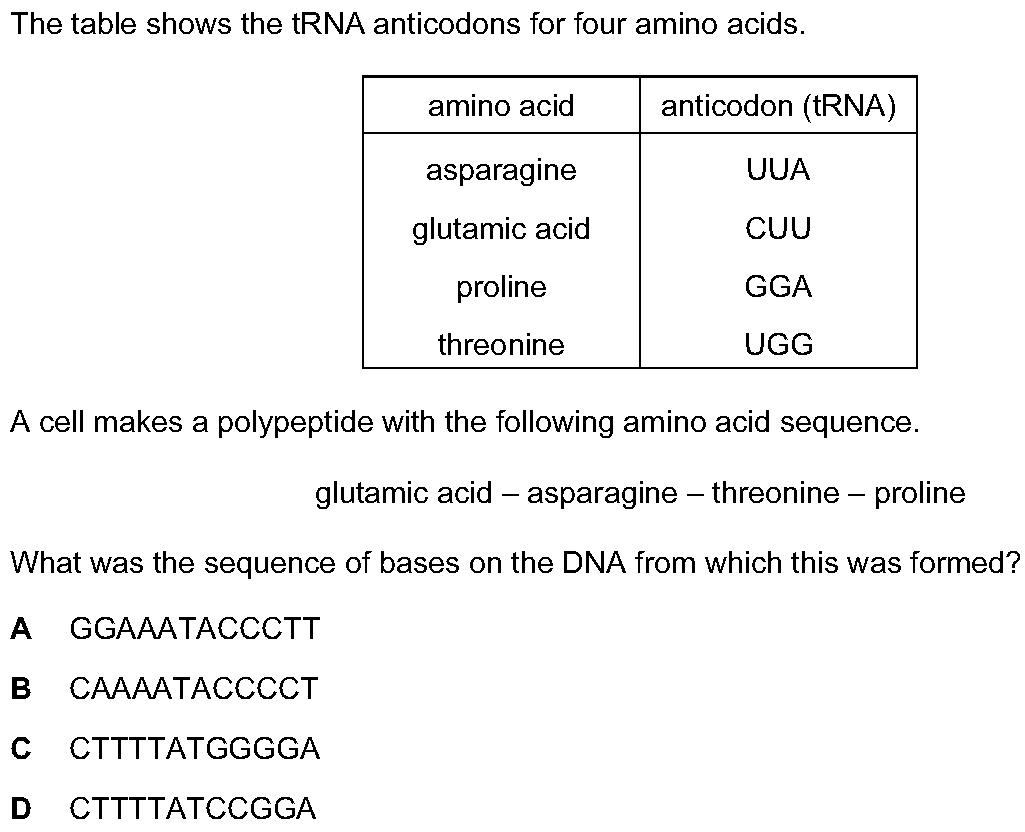 The table shows the tRNA anticodons for four amino acids.
amino acid anticodon (tRNA)
asparagine UUA
glutamic acid CUU
proline GGA
threonine UGG
A cell makes a polypeptide with the following amino acid sequence.
glutamic acid – asparagine – threonine – proline
What was the sequence of bases on the DNA from which this was formed?
A GGAAATACCCTT
B CAAAATACCCCT
C CTTTTATGGGGA
D CTTTTATCCGGA